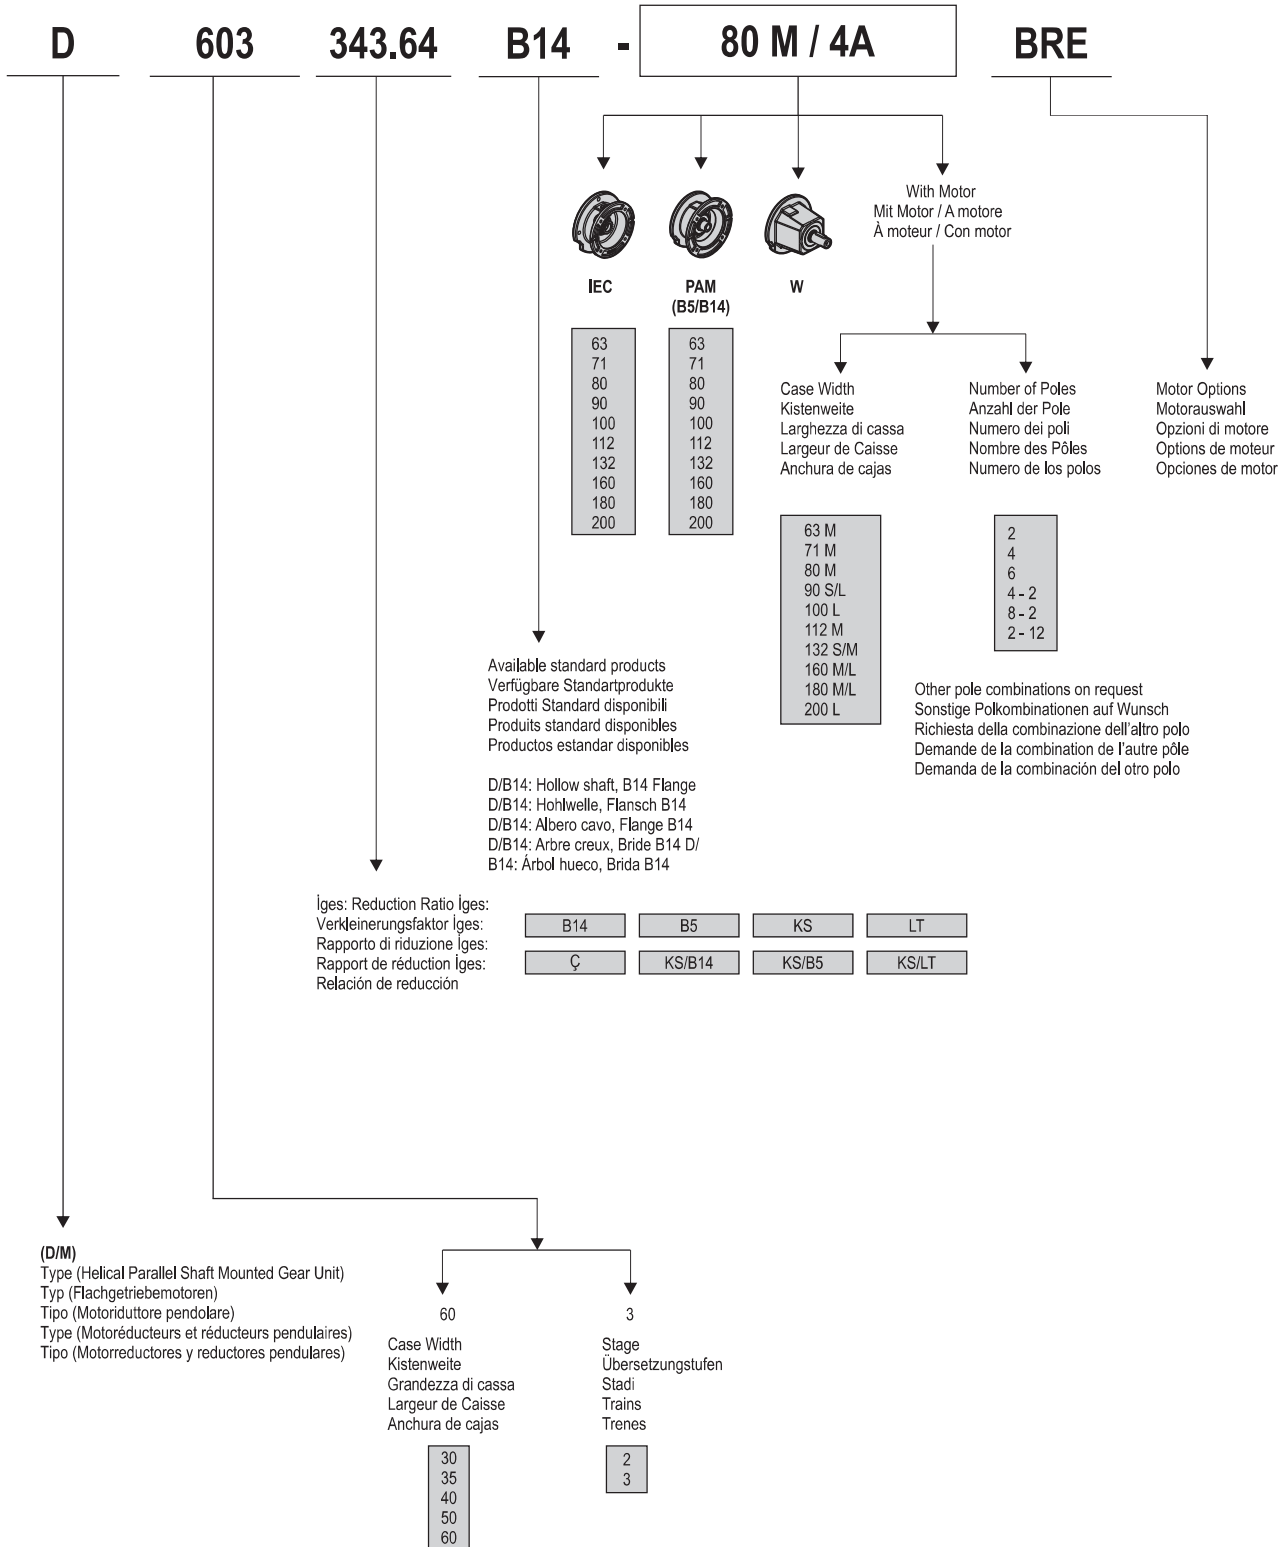 D 603 343.64 B14 - 80 M / 4A BRE
With Motor
Mit Motor / A motore
À moteur / Con motor
IEC
PAM
(B5/B14)
W
63
71
80
90
100
112
132
160
180
200
63
71
80
90
100
112
132
160
180
200
Case Width
Kistenweite
Larghezza di cassa
Largeur de Caisse
Anchura de cajas
63 M
71 M
80 M
90 S/L
100 L
112 M
132 S/M
160 M/L
180 M/L
200 L
Number of Poles
Anzahl der Pole
Numero dei poli
Nombre des Pôles
Numero de los polos
2
4
6
4 - 2
8 - 2
2 - 12
Motor Options
Motorauswahl
Opzioni di motore
Options de moteur
Opciones de motor
Other pole combinations on request
Sonstige Polkombinationen auf Wunsch
Richiesta della combinazione dell'altro polo
Demande de la combination de l'autre pôle
Demanda de la combinación del otro polo
Available standard products
Verfügbare Standartprodukte
Prodotti Standard disponibili
Produits standard disponibles
Productos estandar disponibles
D/B14: Hollow shaft, B14 Flange
D/B14: Hohlwelle, Flansch B14
D/B14: Albero cavo, Flange B14
D/B14: Arbre creux, Bride B14 D/
B14: Árbol hueco, Brida B14
İges: Reduction Ratio İges:
Verkleinerungsfaktor İges:
Rapporto di riduzione İges:
Rapport de réduction İges:
Relación de reducción
B14 B5 KS LT
Ç KS/B14 KS/B5 KS/LT
(D/M)
Type (Helical Parallel Shaft Mounted Gear Unit)
Typ (Flachgetriebemotoren)
Tipo (Motoriduttore pendolare)
Type (Motoréducteurs et réducteurs pendulaires)
Tipo (Motorreductores y reductores pendulares)
60
Case Width
Kistenweite
Grandezza di cassa
Largeur de Caisse
Anchura de cajas
30
35
40
50
60
3
Stage
Übersetzungstufen
Stadi
Trains
Trenes
2
3